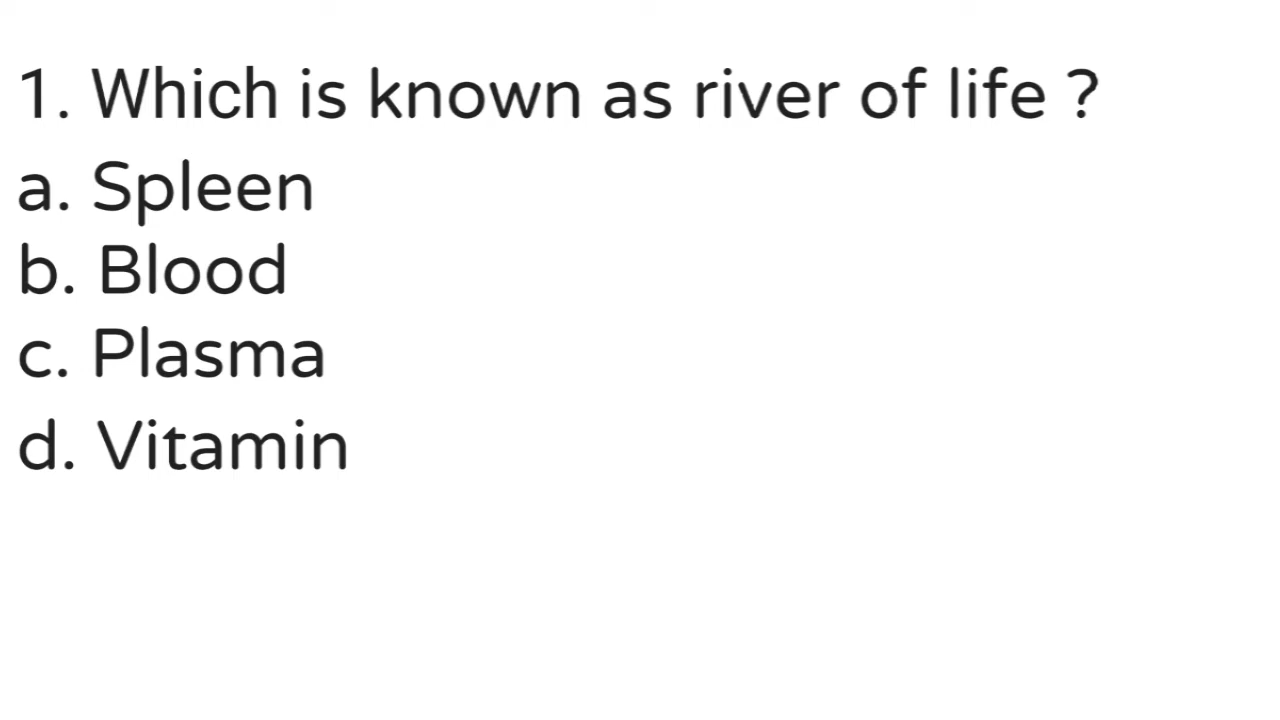 1. Which is known as river of life ?
a. Spleen
b. Blood
c. Plasma
d. Vitamin